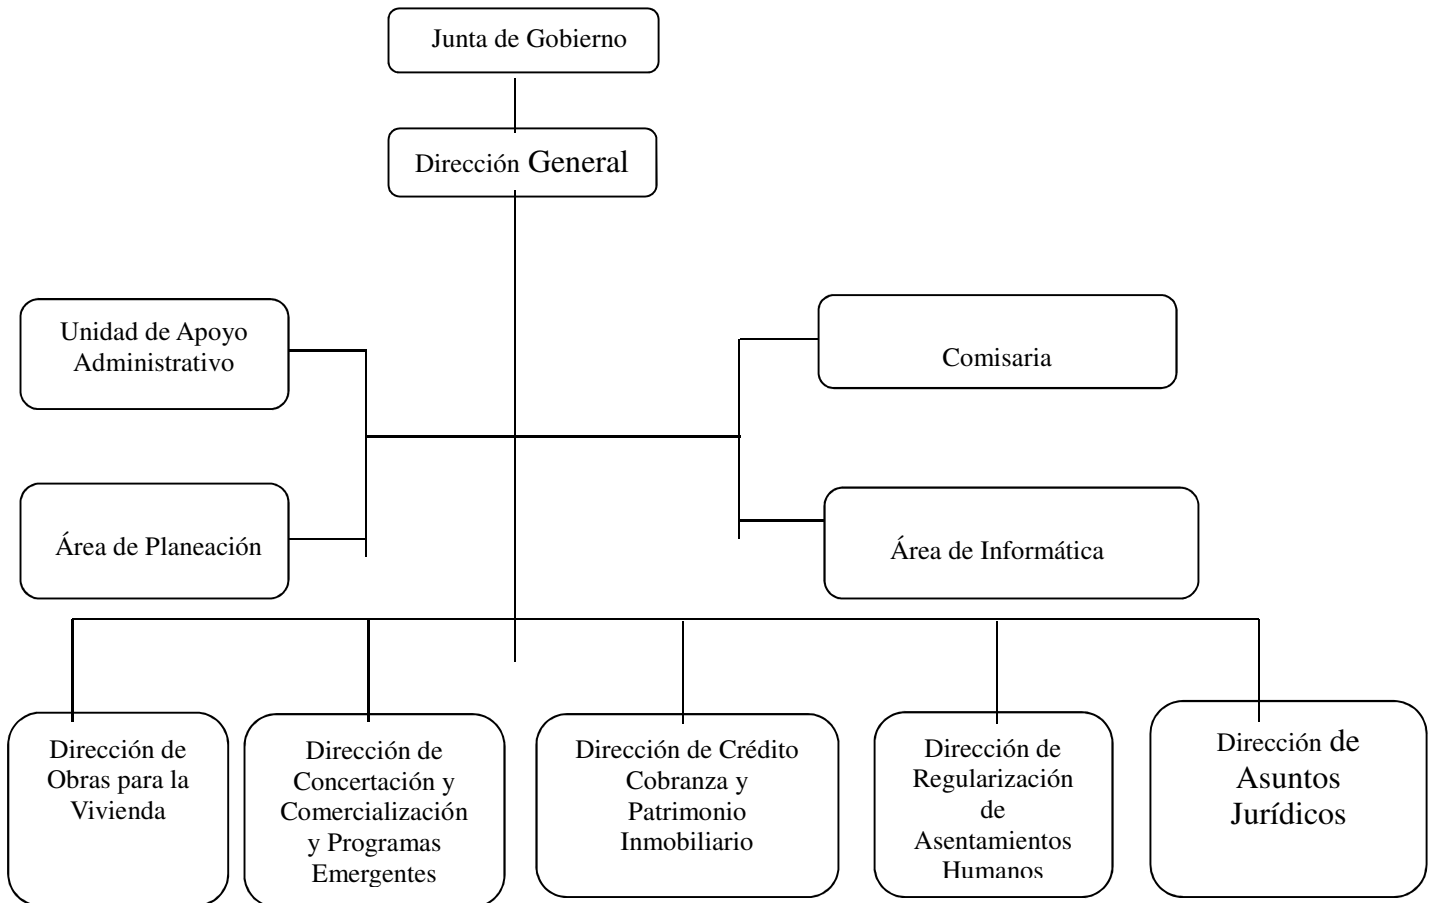 Junta de Gobierno
Dirección General
Unidad de Apoyo
Administrativo
Comisaria
Área de Planeación
Área de Informática
Dirección de
Obras para la
Vivienda
Dirección de
Concertación y
Comercialización
y Programas
Emergentes
Dirección de Crédito
Cobranza y
Patrimonio
Inmobiliario
Dirección de
Regularización
de
Asentamientos
Humanos
Dirección de
Asuntos
Jurídicos